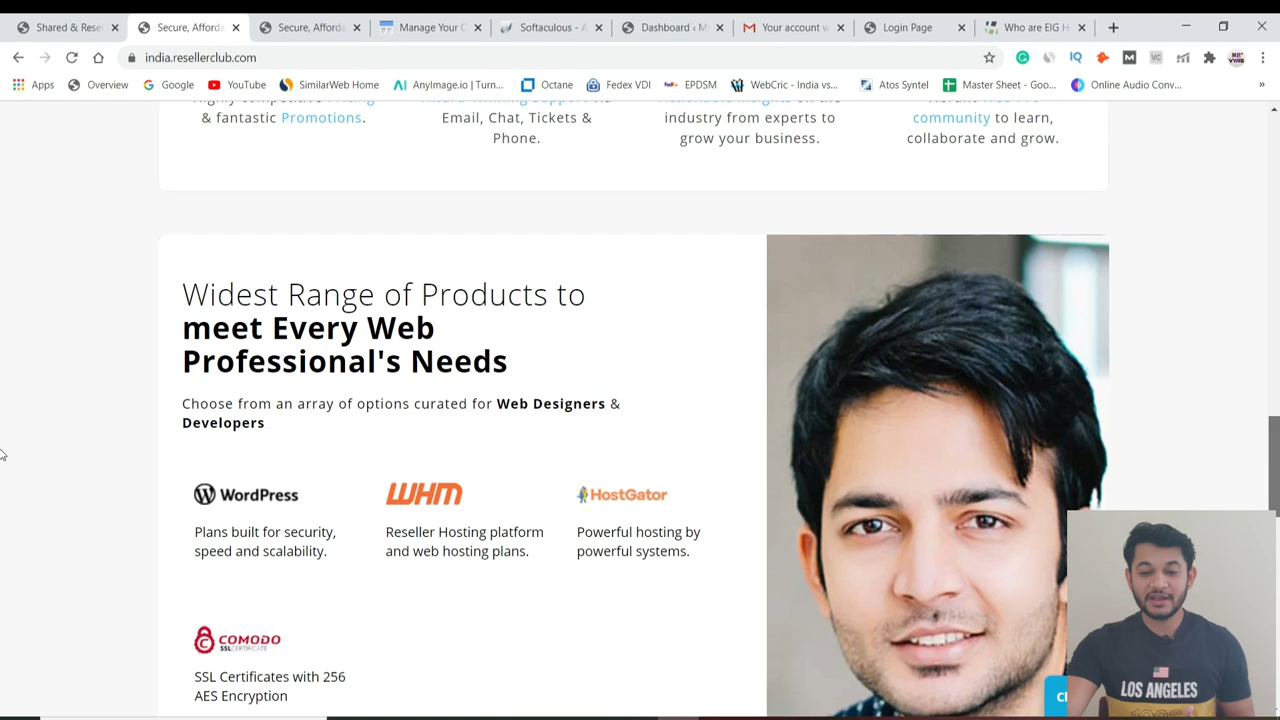 Shared & Rese
Secure, Afforda
Secure, Afforda
Manage Your C
Softaculous - A
Dashboard ‹ M
Your account w
Login Page
Who are EIG H
india.resellerclub.com
Apps
Overview
Google
YouTube
SimilarWeb Home
AnyImage.io | Turn...
Octane
Fedex VDI
EPDSM
WebCric - India vs...
Atos Syntel
Master Sheet - Goo...
Online Audio Conv...
& fantastic Promotions.
Email, Chat, Tickets &
Phone.
industry from experts to
grow your business.
community to learn,
collaborate and grow.
Widest Range of Products to
meet Every Web
Professional's Needs
Choose from an array of options curated for Web Designers &
Developers
WordPress
Plans built for security,
speed and scalability.
WHM
Reseller Hosting platform
and web hosting plans.
HostGator
Powerful hosting by
powerful systems.
COMODO
SSL CERTIFICATE
SSL Certificates with 256
AES Encryption
LOS ANGELES